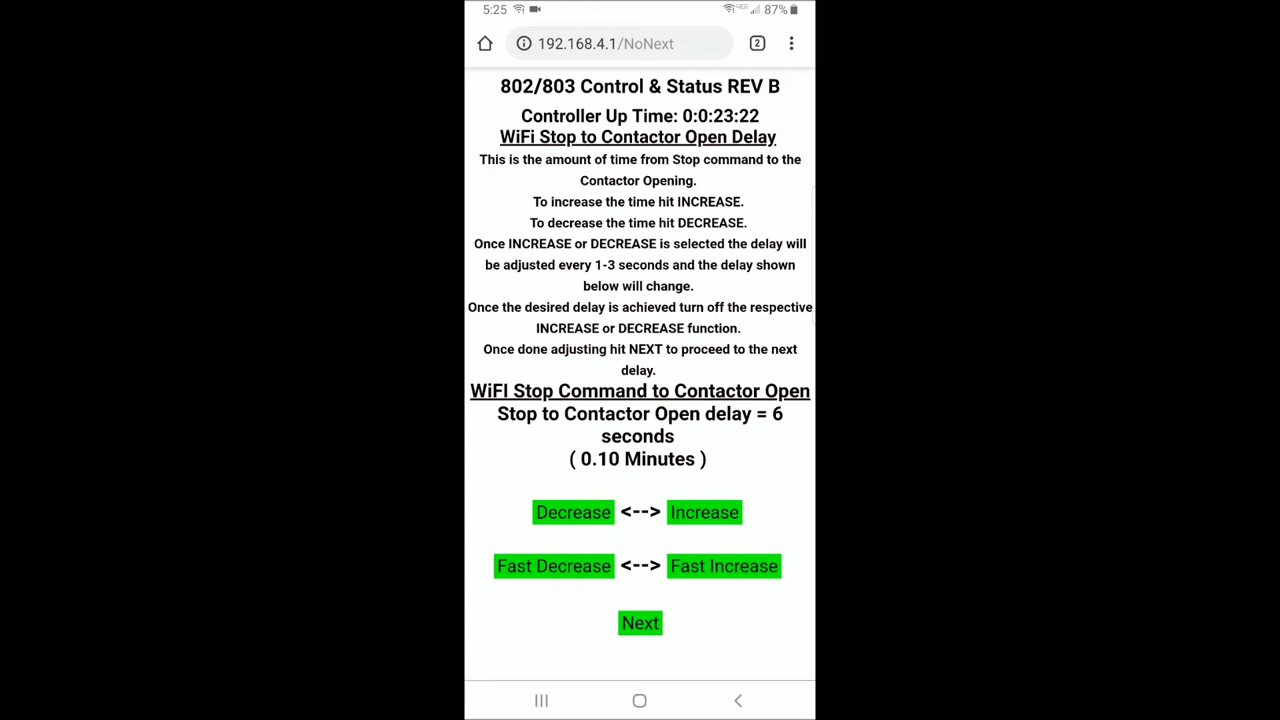 5:25 87%
192.168.4.1/NoNext 2
802/803 Control & Status REV B
Controller Up Time: 0:0:23:22
WiFi Stop to Contactor Open Delay
This is the amount of time from Stop command to the
Contactor Opening.
To increase the time hit INCREASE.
To decrease the time hit DECREASE.
Once INCREASE or DECREASE is selected the delay will
be adjusted every 1-3 seconds and the delay shown
below will change.
Once the desired delay is achieved turn off the respective
INCREASE or DECREASE function.
Once done adjusting hit NEXT to proceed to the next
delay.
WiFI Stop Command to Contactor Open
Stop to Contactor Open delay = 6
seconds
( 0.10 Minutes )
Decrease <--> Increase
Fast Decrease <--> Fast Increase
Next